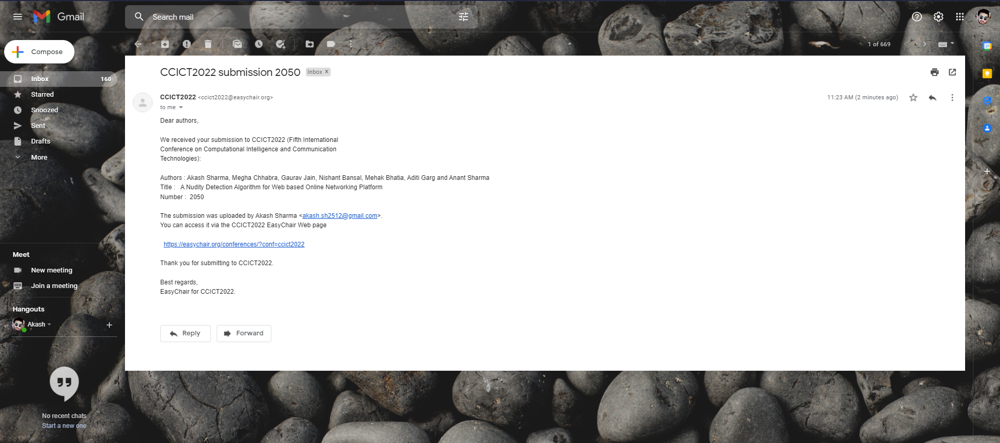 Gmail
Search mail
Compose
1 of 669
31
Inbox 160
Starred
Snoozed
Sent
Drafts
More
CCICT2022 submission 2050 Inbox ×
CCICT2022 <ccict2022@easychair.org> 11:23 AM (2 minutes ago)
to me
Dear authors,
We received your submission to CCICT2022 (Fifth International
Conference on Computational Intelligence and Communication
Technologies):
Authors : Akash Sharma, Megha Chhabra, Gaurav Jain, Nishant Bansal, Mehak Bhatia, Aditi Garg and Anant Sharma
Title : A Nudity Detection Algorithm for Web based Online Networking Platform
Number : 2050
The submission was uploaded by Akash Sharma <akash.sh2512@gmail.com>.
You can access it via the CCICT2022 EasyChair Web page
https://easychair.org/conferences/?conf=ccict2022
Thank you for submitting to CCICT2022.
Best regards,
EasyChair for CCICT2022.
Reply Forward
Meet
New meeting
Join a meeting
Hangouts
Akash
No recent chats
Start a new one